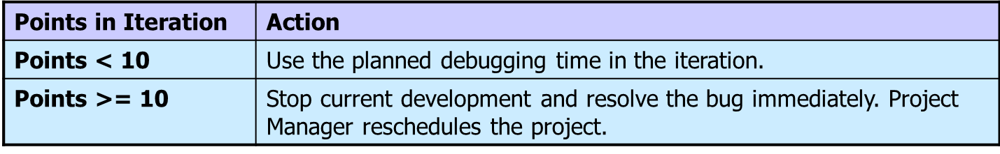 Points in Iteration Action
Points < 10 Use the planned debugging time in the iteration.
Points >= 10 Stop current development and resolve the bug immediately. Project
Manager reschedules the project.